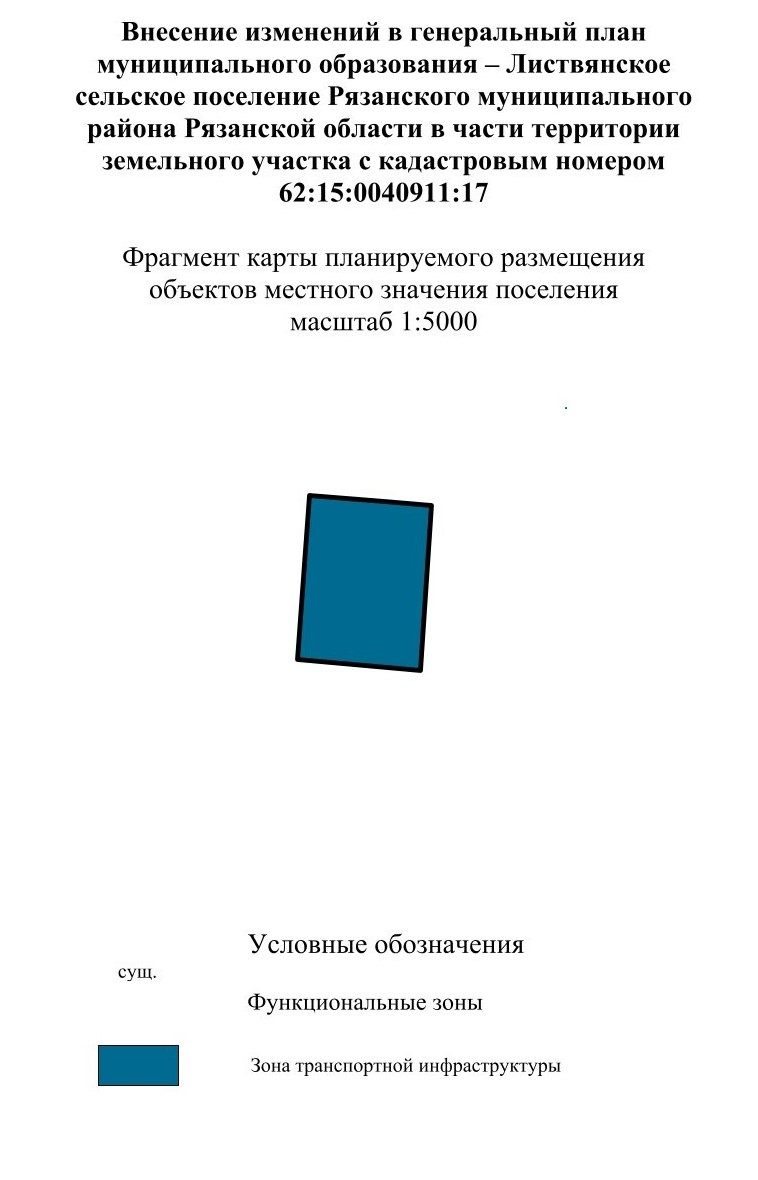 Внесение изменений в генеральный план
муниципального образования – Листвянское
сельское поселение Рязанского муниципального
района Рязанской области в части территории
земельного участка с кадастровым номером
62:15:0040911:17
Фрагмент карты планируемого размещения
объектов местного значения поселения
масштаб 1:5000
Условные обозначения
сущ.
Функциональные зоны
Зона транспортной инфраструктуры